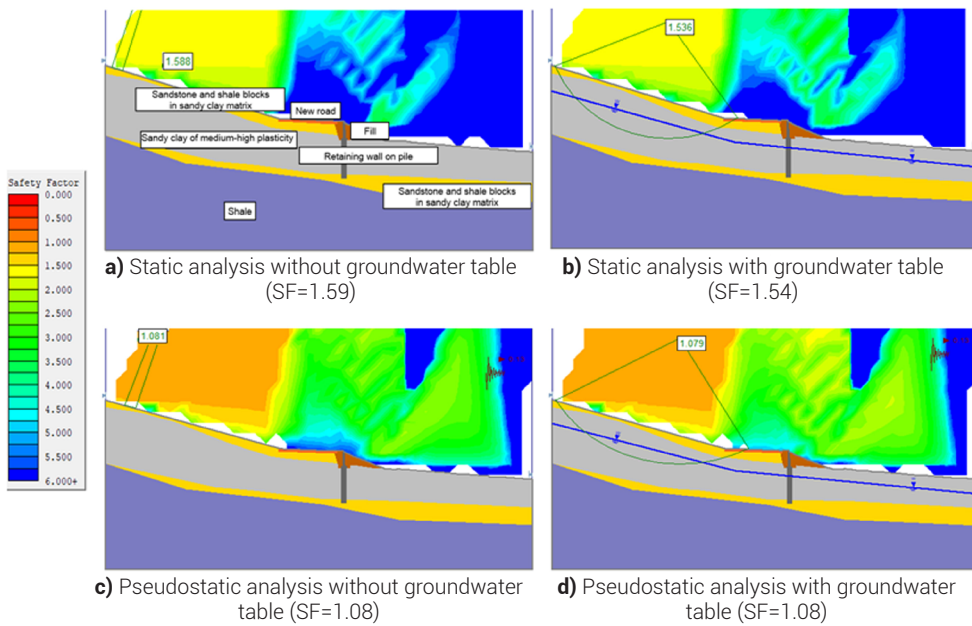 1.588
Sandstone and shale blocks
in sandy clay matrix
New road
Fill
Sandy clay of medium-high plasticity
Retaining wall on pile
Sandstone and shale blocks
in sandy clay matrix
Shale
a) Static analysis without groundwater table
(SF=1.59)
1.536
b) Static analysis with groundwater table
(SF=1.54)
Safety Factor
0.000
0.500
1.000
1.500
2.000
2.500
3.000
3.500
4.000
4.500
5.000
5.500
6.000+
1.081
c) Pseudostatic analysis without groundwater
table (SF=1.08)
1.079
d) Pseudostatic analysis with groundwater
table (SF=1.08)